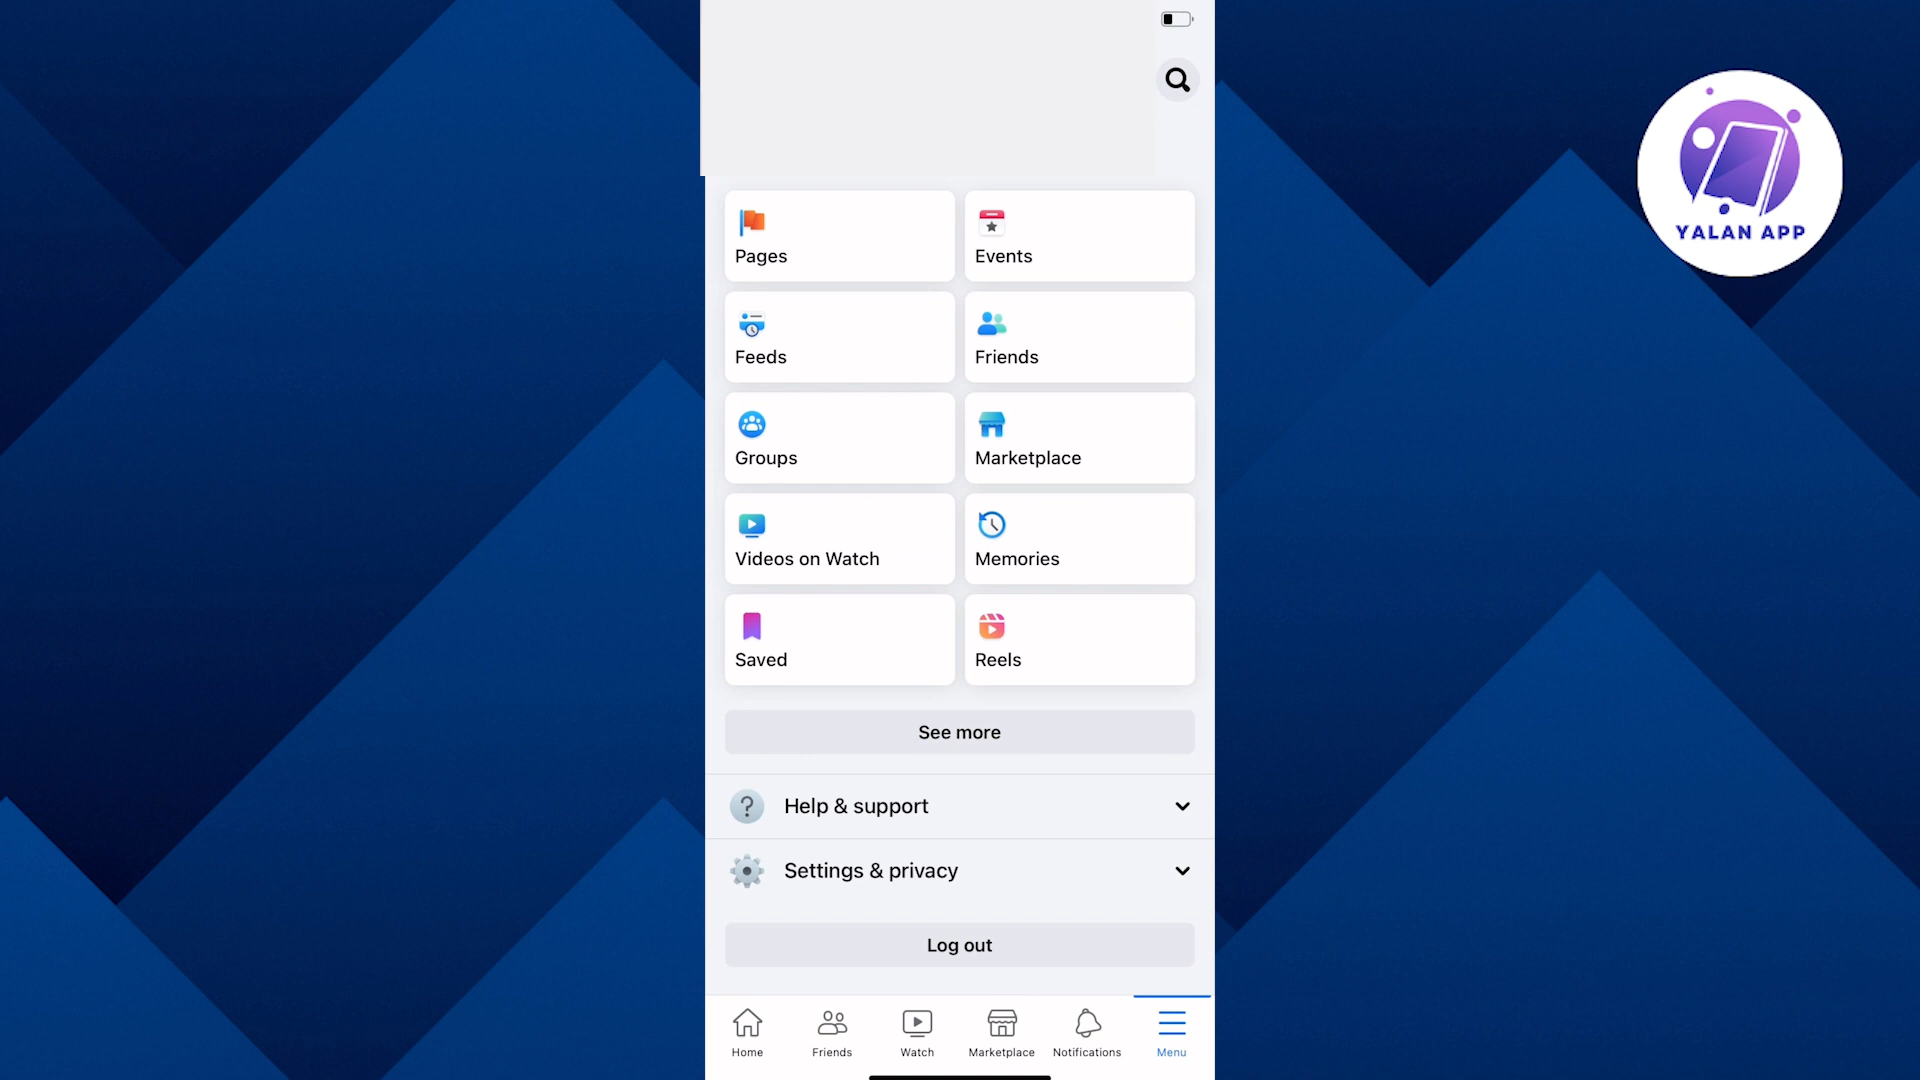 YALAN APP
Pages
Events
Feeds
Friends
Groups
Marketplace
Videos on Watch
Memories
Saved
Reels
See more
? Help & support
Settings & privacy
Log out
Home Friends Watch Marketplace Notifications Menu